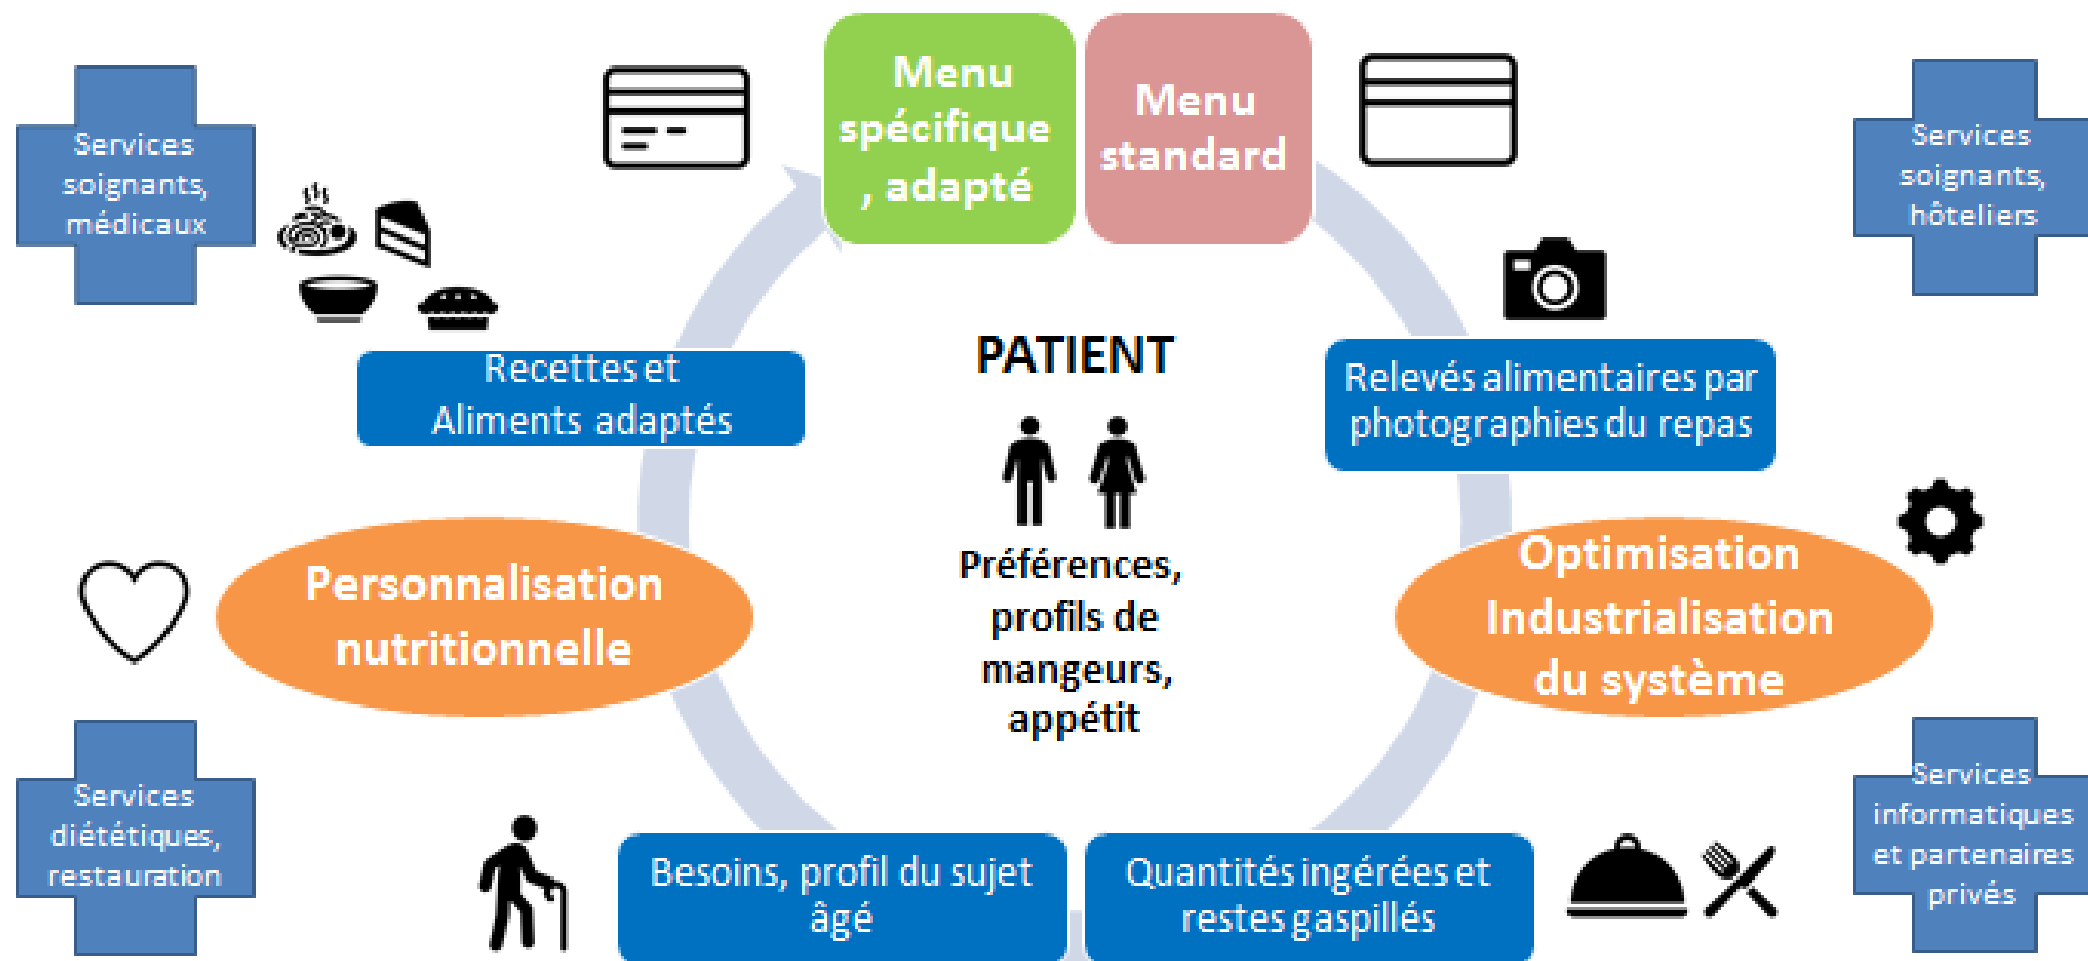 Menu
spécifique
, adapté
Menu
standard
Services
soignants,
médicaux
Services
soignants,
hôteliers
PATIENT
Recettes et
Aliments adaptés
Relevés alimentaires par
photographies du repas
Préférences,
profils de
mangeurs,
appétit
Personnalisation
nutritionnelle
Optimisation
Industrialisation
du système
Services
diététiques,
restauration
Besoins, profil du sujet
âgé
Quantités ingérées et
restes gaspillés
Services
informatiques
et partenaires
privés